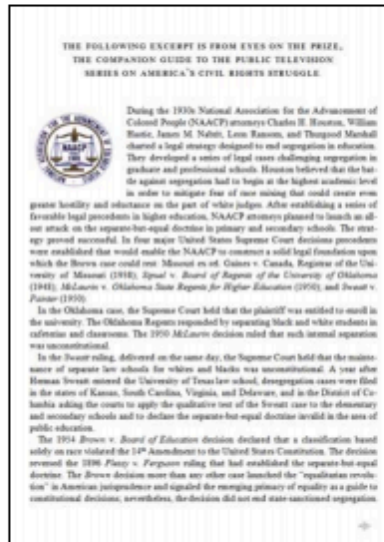 THE FOLLOWING EXCERPT IS FROM EYES ON THE PRIZE,
THE COMPANION GUIDE TO THE PUBLIC TELEVISION
SERIES ON AMERICA'S CIVIL RIGHTS STRUGGLE.
During the 1930s National Association for the Advancement of
Colored People (NAACP) attorneys Charles H. Houston, William
Hastie, James M. Nabrit, Leon Ransom, and Thurgood Marshall
charted a legal strategy designed to end segregation in education.
They developed a series of legal cases challenging segregation in
graduate and professional schools. Houston believed that the bat-
tle against segregation had to begin at the highest academic level
in order to mitigate fear of race mixing that could create even
greater hostility and reluctance on the part of white judges. After establishing a series of
favorable legal precedents in higher education, NAACP attorneys planned to launch an all-
out attack on the separate-but-equal doctrine in primary and secondary schools. The strat-
egy proved successful. In four major United States Supreme Court decisions precedents
were established that would enable the NAACP to construct a solid legal foundation upon
which the Brown case could rest: Missouri ex rel. Gaines v. Canada, Registrar of the Uni-
versity of Missouri (1938); Sipuel v. Board of Regents of the University of Oklahoma
(1948); McLaurin v. Oklahoma State Regents for Higher Education (1950); and Sweatt v.
Painter (1950).
In the Oklahoma case, the Supreme Court held that the plaintiff was entitled to enroll in
the university. The Oklahoma Regents responded by separating black and white students in
cafeterias and classrooms. The 1950 McLaurin decision ruled that such internal separation
was unconstitutional.
In the Sweatt ruling, delivered on the same day, the Supreme Court held that the mainte-
nance of separate law schools for whites and blacks was unconstitutional. A year after
Herman Sweatt entered the University of Texas law school, desegregation cases were filed
in the states of Kansas, South Carolina, Virginia, and Delaware, and in the District of Co-
lumbia asking the courts to apply the qualitative test of the Sweatt case to the elementary
and secondary schools and to declare the separate-but-equal doctrine invalid in the area of
public education.
The 1954 Brown v. Board of Education decision declared that a classification based
solely on race violated the 14th Amendment to the United States Constitution. The decision
reversed the 1896 Plessy v. Ferguson ruling that had established the separate-but-equal
doctrine. The Brown decision more than any other case launched the "equalitarian revolu-
tion" in American jurisprudence and signaled the emerging primacy of equality as a guide to
constitutional decisions; nevertheless, the decision did not end state-sanctioned segregation.
NAACP